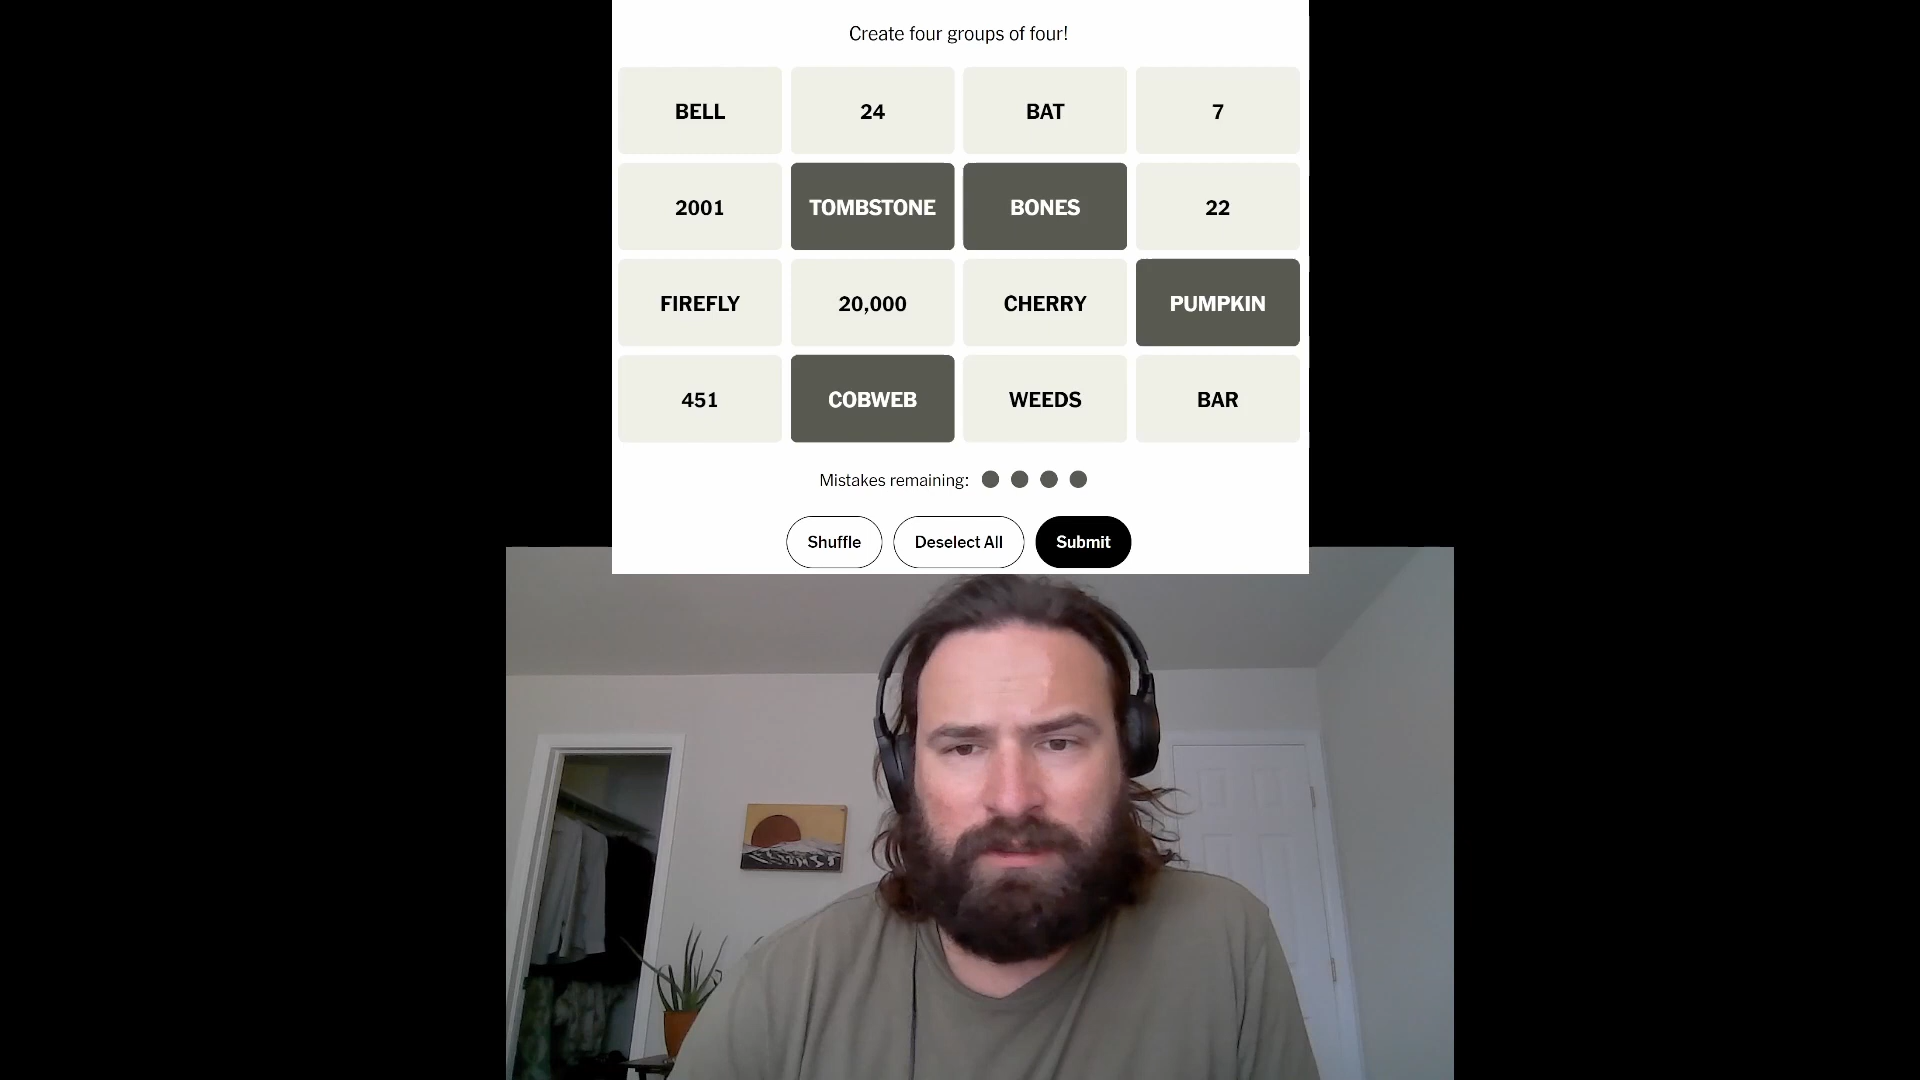 Create four groups of four!
BELL 24 BAT 7
2001 TOMBSTONE BONES 22
FIREFLY 20,000 CHERRY PUMPKIN
451 COBWEB WEEDS BAR
Mistakes remaining:
Shuffle Deselect All Submit